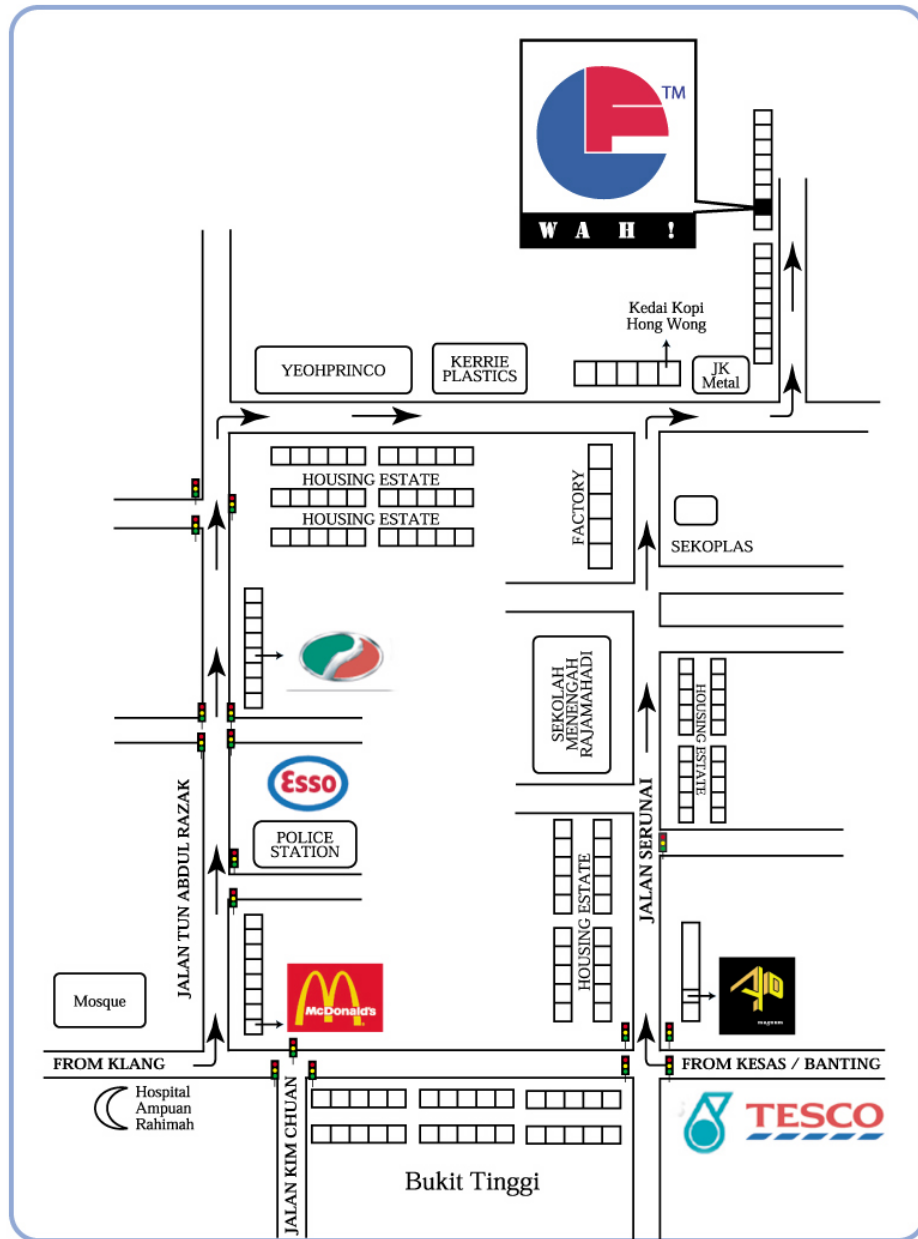 TM
WAH!
Kedai Kopi
Hong Wong
YEOHPRINCO
KERRIE
PLASTICS
JK
Metal
HOUSING ESTATE
HOUSING ESTATE
FACTORY
SEKOPLAS
SEKOLAH
MENENGAH
RAJAMAHADI
HOUSING ESTATE
Esso
POLICE
STATION
JALAN TUN ABDUL RAZAK
JALAN SERUNAI
HOUSING ESTATE
Mosque
McDonald's
magnum
FROM KLANG
FROM KESAS / BANTING
Hospital
Ampuan
Rahimah
JALAN KIM CHUAN
TESCO
Bukit Tinggi